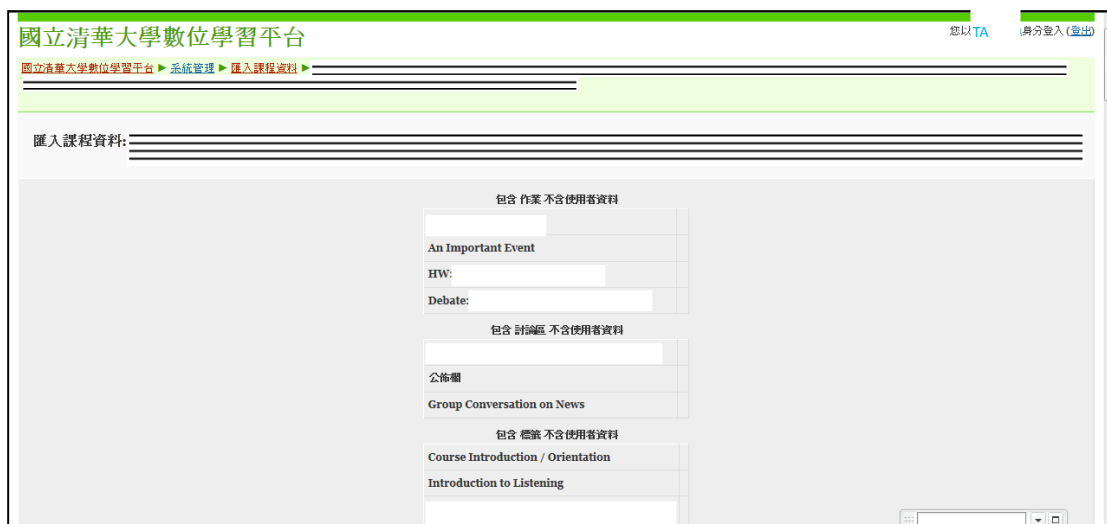 國立清華大學數位學習平台
您以TA 身分登入 (登出)
國立清華大學數位學習平台 ► 系統管理 ► 匯入課程資料 ►
匯入課程資料:
包含 作業 不含使用者資料
An Important Event
HW:
Debate:
包含 討論區 不含使用者資料
公佈欄
Group Conversation on News
包含 標籤 不含使用者資料
Course Introduction / Orientation
Introduction to Listening